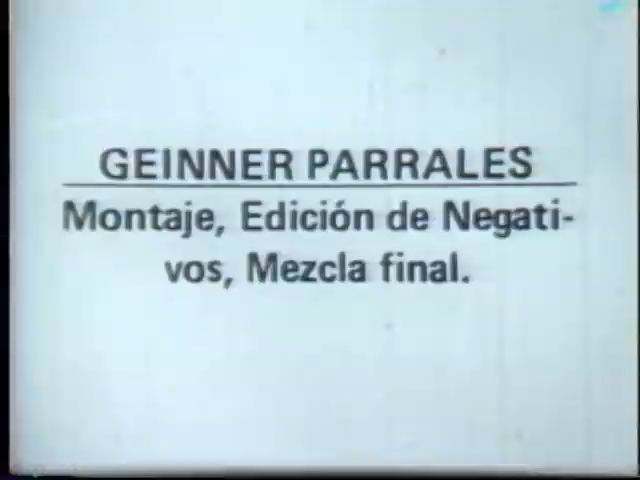 GEINNER PARRALES
Montaje, Edición de Negati-
vos, Mezcla final.